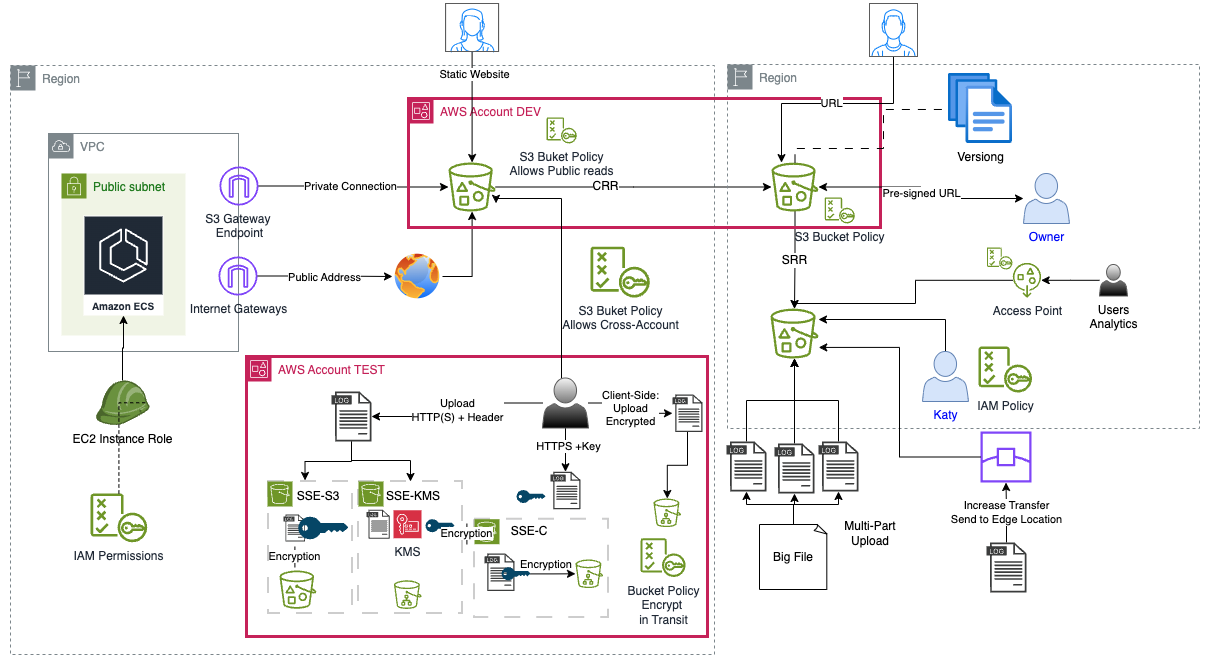 Static Website
Region
Region
AWS Account DEV
URL
Versiong
VPC
S3 Buket Policy
Allows Public reads
Public subnet
Private Connection
CRR
Pre-signed URL
S3 Gateway
Endpoint
S3 Bucket Policy
Owner
SRR
Amazon ECS
Public Address
Internet Gateways
S3 Buket Policy
Allows Cross-Account
Access Point
Users
Analytics
AWS Account TEST
LOG
Upload
HTTP(S) + Header
Client-Side:
Upload
Encrypted
LOG
Katy
IAM Policy
EC2 Instance Role
HTTPS +Key
LOG
LOG
LOG
LOG
SSE-S3
SSE-KMS
LOG
LOG
KMS
Encryption
SSE-C
Encryption
LOG
Encryption
IAM Permissions
Bucket Policy
Encrypt
in Transit
Increase Transfer
Send to Edge Location
Multi-Part
Upload
Big File
LOG